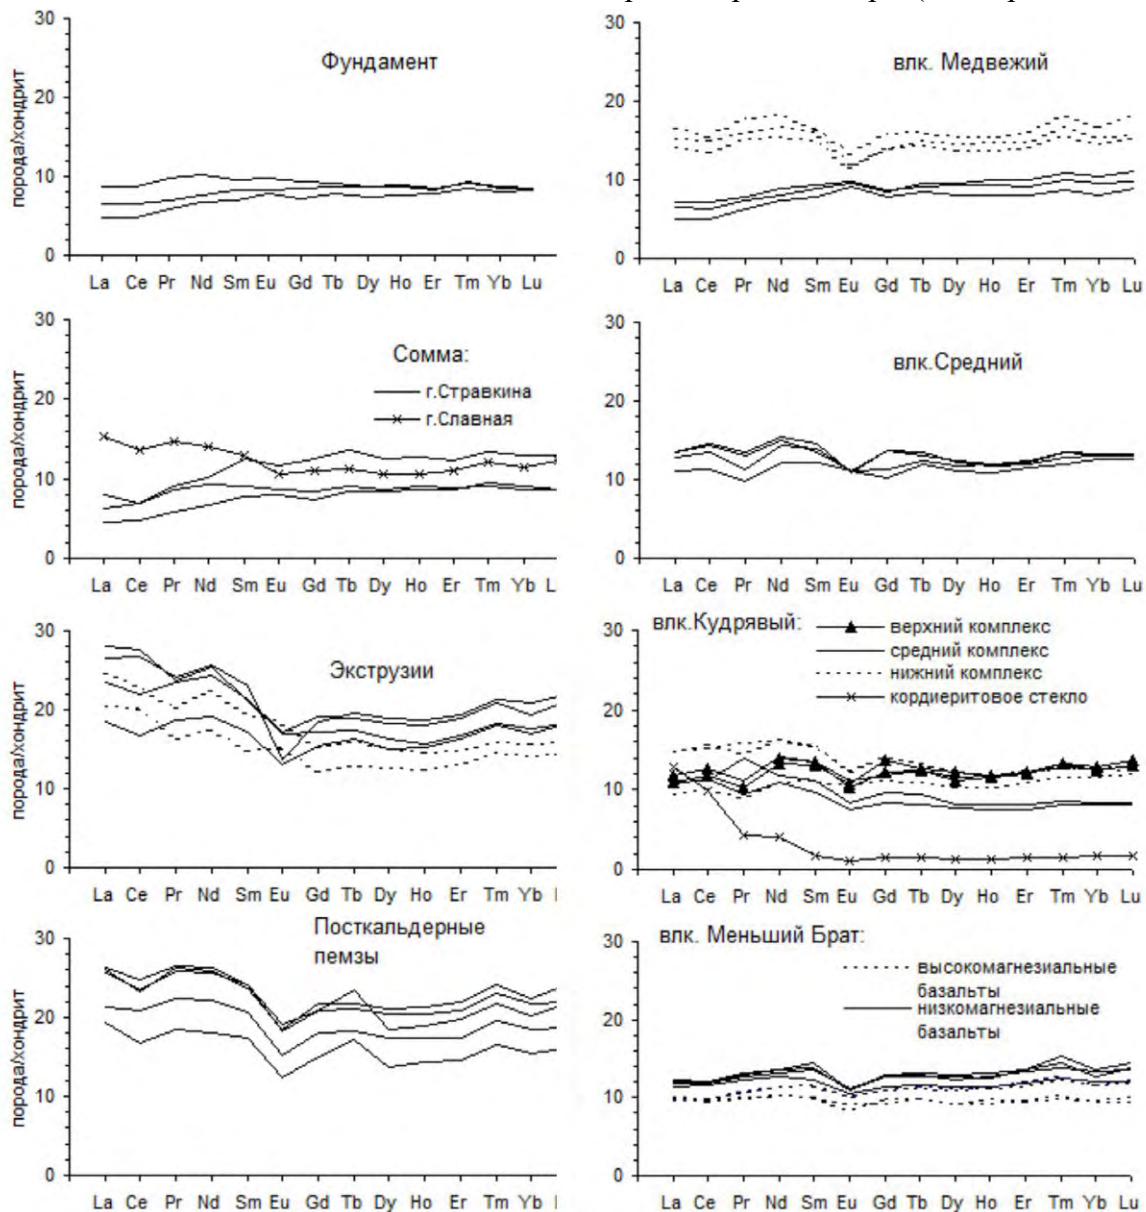 30
Фундамент
порода/хондрит
20
10
0
La Ce Pr Nd Sm Eu Gd Tb Dy Ho Er Tm Yb Lu
30
влк. Медвежий
20
10
0
La Ce Pr Nd Sm Eu Gd Tb Dy Ho Er Tm Yb Lu
30
Сомма:
г.Стравкина
г.Славная
порода/хондрит
20
10
0
La Ce Pr Nd Sm Eu Gd Tb Dy Ho Er Tm Yb L
30
влк.Средний
20
10
0
La Ce Pr Nd Sm Eu Gd Tb Dy Ho Er Tm Yb Lu
30
Экструзии
порода/хондрит
20
10
0
La Ce Pr Nd Sm Eu Gd Tb Dy Ho Er Tm Yb
влк.Кудрявый:
верхний комплекс
средний комплекс
нижний комплекс
кордиеритовое стекло
30
20
10
0
La Ce Pr Nd Sm Eu Gd Tb Dy Ho Er Tm Yb Lu
Посткальдерные
пемзы
30
порода/хондрит
20
10
0
La Ce Pr Nd Sm Eu Gd Tb Dy Ho Er Tm Yb Lu
влк. Меньший Брат:
высокомагнезиальные
базальты
низкомагнезиальные
базальты
30
20
10
0
La Ce Pr Nd Sm Eu Gd Tb Dy Ho Er Tm Yb Lu